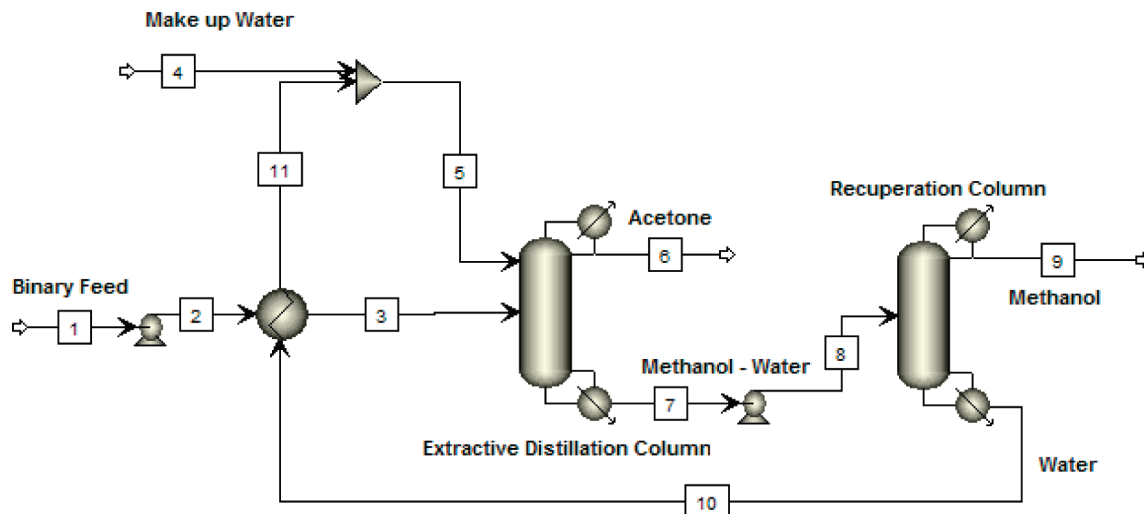 Make up Water
4
11
5
Recuperation Column
Acetone
6
9
Methanol
Binary Feed
1
2
3
8
Methanol - Water
7
Extractive Distillation Column
Water
10